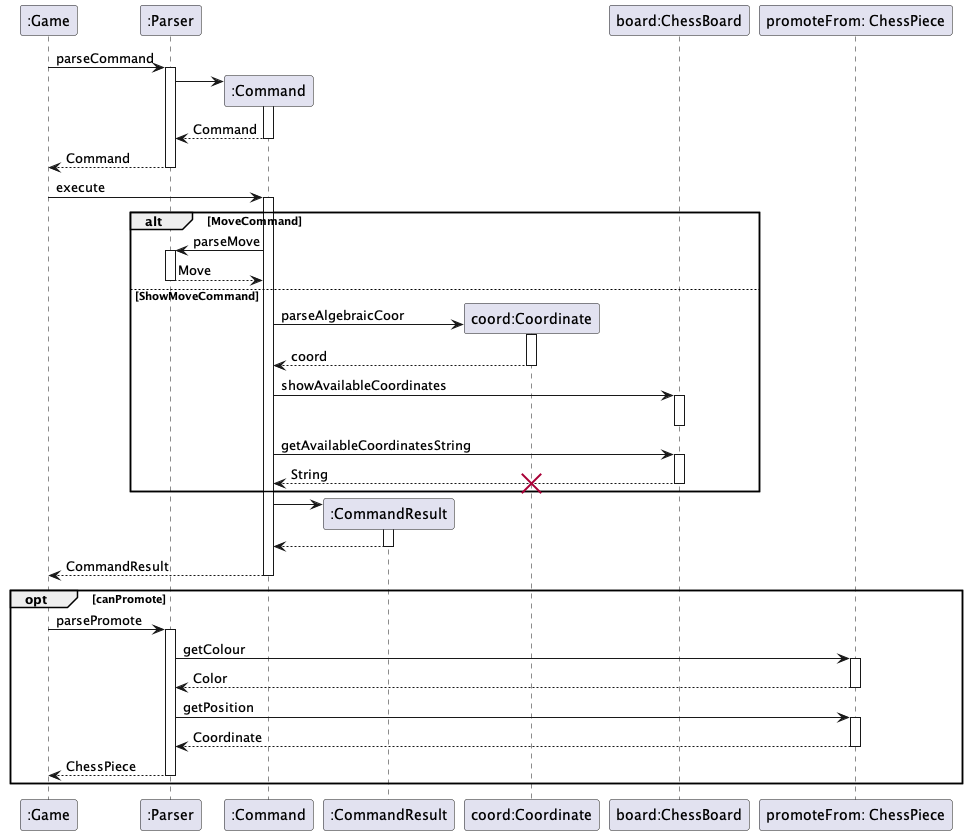 :Game :Parser board:ChessBoard promoteFrom: ChessPiece
parseCommand
:Command
Command
Command
execute
alt [MoveCommand]
parseMove
Move
[ShowMoveCommand]
parseAlgebraicCoor coord:Coordinate
coord
showAvailableCoordinates
getAvailableCoordinatesString
String
:CommandResult
CommandResult
opt [canPromote]
parsePromote
getColour
Color
getPosition
Coordinate
ChessPiece
:Game :Parser :Command :CommandResult coord:Coordinate board:ChessBoard promoteFrom: ChessPiece